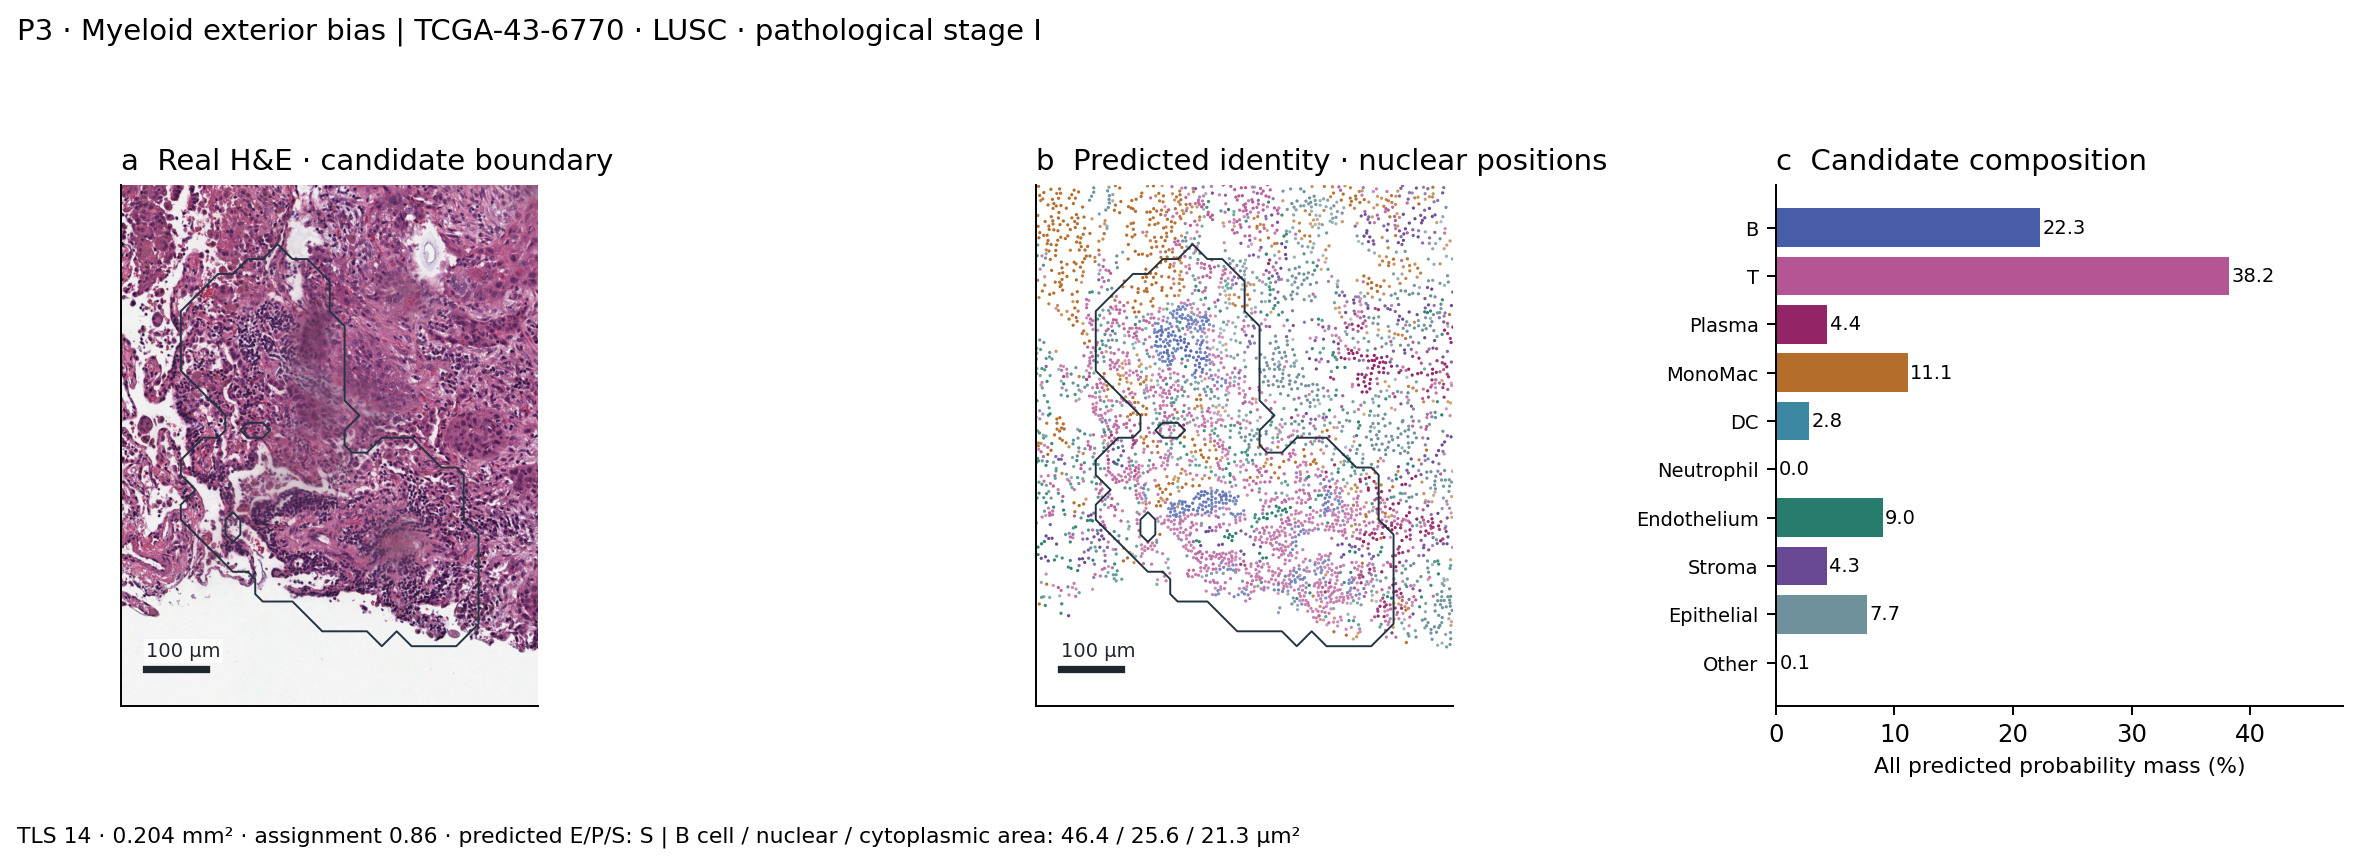 P3 · Myeloid exterior bias | TCGA-43-6770 · LUSC · pathological stage I
a  Real H&E · candidate boundary
100 µm
b  Predicted identity · nuclear positions
100 µm
c  Candidate composition
B 22.3
T 38.2
Plasma 4.4
MonoMac 11.1
DC 2.8
Neutrophil 0.0
Endothelium 9.0
Stroma 4.3
Epithelial 7.7
Other 0.1
0 10 20 30 40
All predicted probability mass (%)
TLS 14 · 0.204 mm² · assignment 0.86 · predicted E/P/S: S | B cell / nuclear / cytoplasmic area: 46.4 / 25.6 / 21.3 µm²